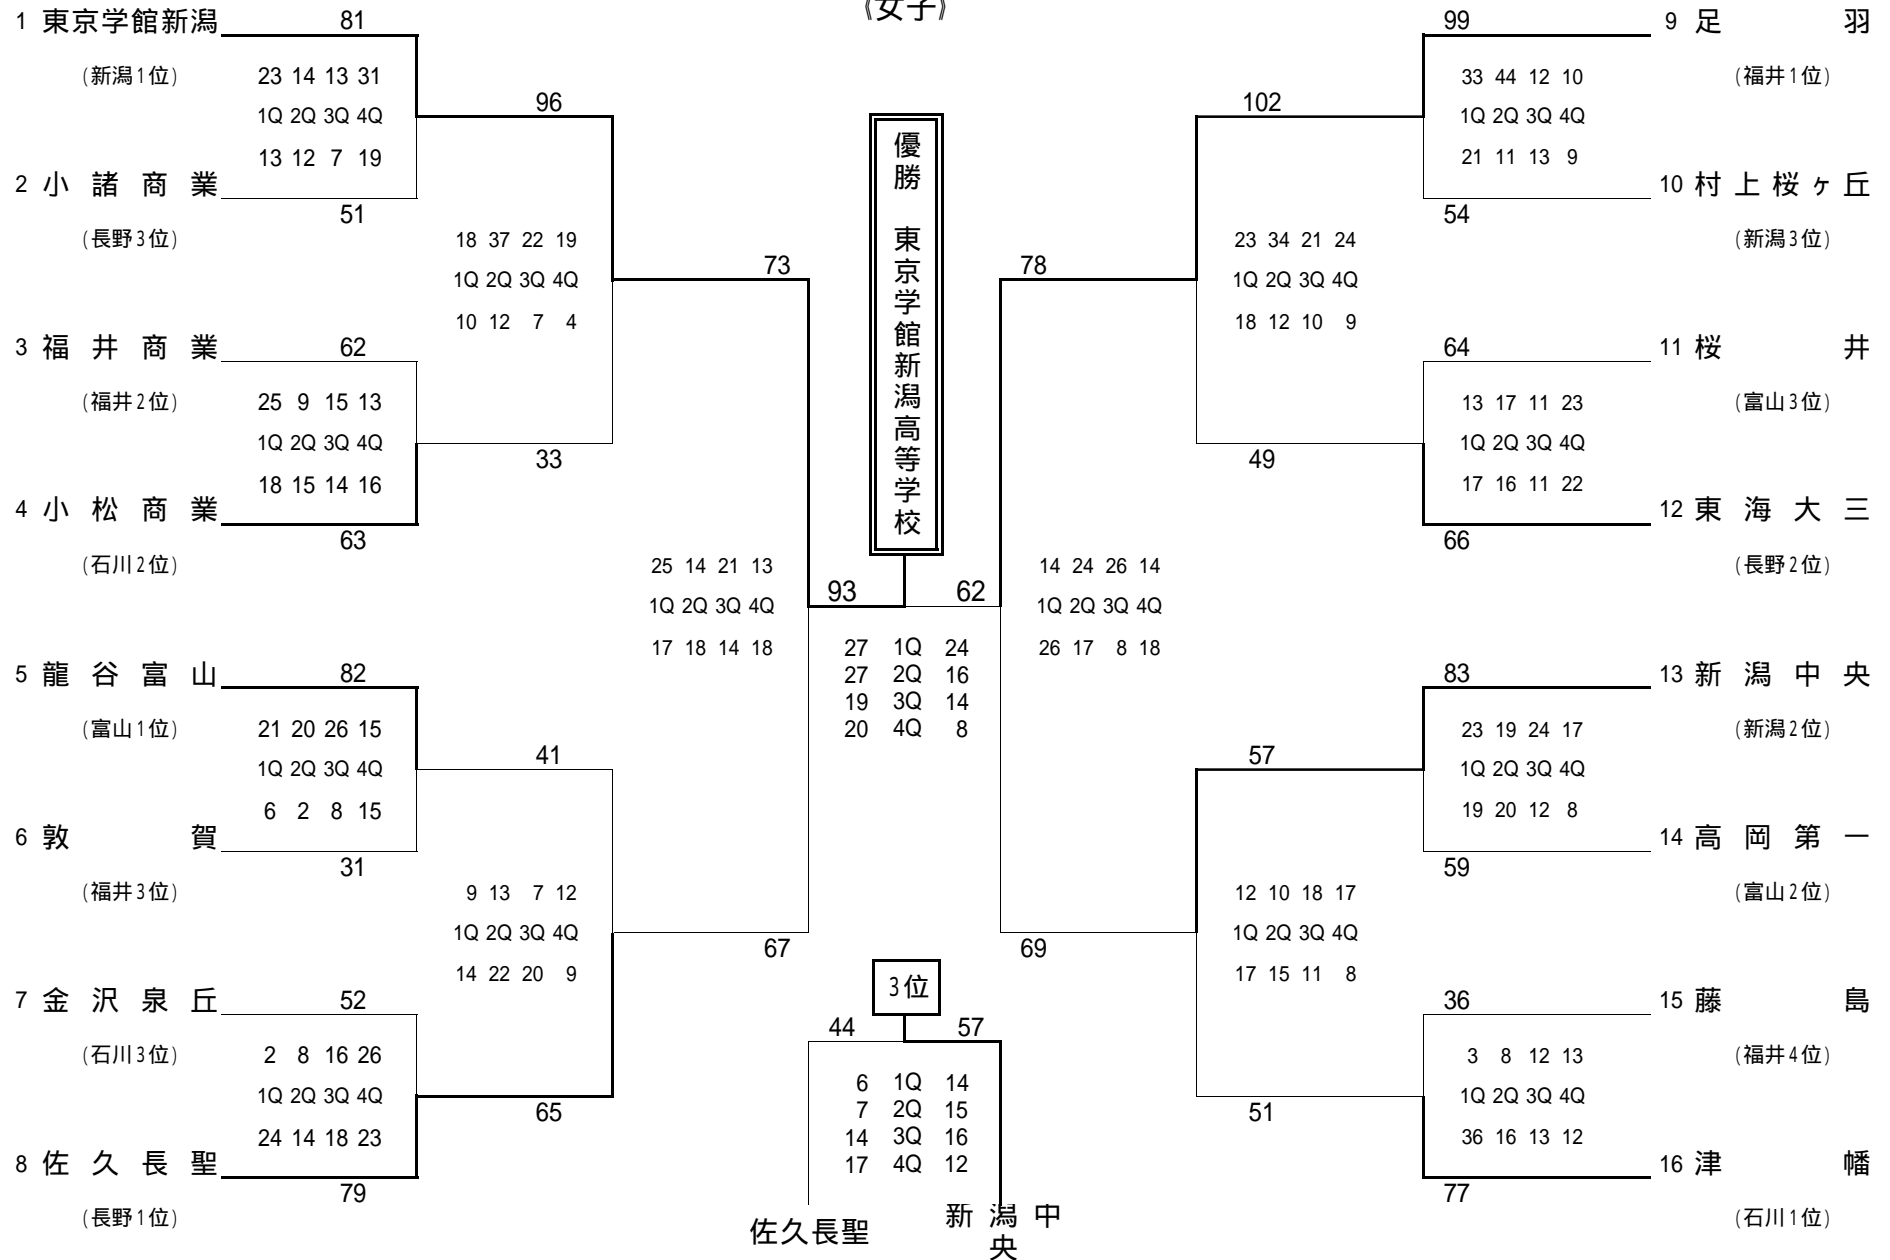 《女子》
1 東京学館新潟 81
(新潟1位)
23 14 13 31
1Q 2Q 3Q 4Q
13 12 7 19
2 小諸商業
51
(長野3位)
96
18 37 22 19
1Q 2Q 3Q 4Q
10 12 7 4
3 福井商業 62
(福井2位)
25 9 15 13
1Q 2Q 3Q 4Q
18 15 14 16
4 小松商業
63
(石川2位)
33
73
25 14 21 13
1Q 2Q 3Q 4Q
17 18 14 18
5 龍谷富山 82
(富山1位)
21 20 26 15
1Q 2Q 3Q 4Q
6 2 8 15
6 敦賀
31
(福井3位)
41
9 13 7 12
1Q 2Q 3Q 4Q
14 22 20 9
7 金沢泉丘 52
(石川3位)
2 8 16 26
1Q 2Q 3Q 4Q
24 14 18 23
8 佐久長聖
79
(長野1位)
65
67
優勝 東京学館新潟高等学校
93 62
27 1Q 24
27 2Q 16
19 3Q 14
20 4Q 8
3位
44 57
6 1Q 14
7 2Q 15
14 3Q 16
17 4Q 12
佐久長聖
新潟中
央
78
14 24 26 14
1Q 2Q 3Q 4Q
26 17 8 18
69
102
23 34 21 24
1Q 2Q 3Q 4Q
18 12 10 9
49
99 9 足羽
(福井1位)
33 44 12 10
1Q 2Q 3Q 4Q
21 11 13 9
10 村上桜ヶ丘
54
(新潟3位)
64 11 桜井
(富山3位)
13 17 11 23
1Q 2Q 3Q 4Q
17 16 11 22
12 東海大三
66
(長野2位)
57
12 10 18 17
1Q 2Q 3Q 4Q
17 15 11 8
51
83 13 新潟中央
(新潟2位)
23 19 24 17
1Q 2Q 3Q 4Q
19 20 12 8
14 高岡第一
59
(富山2位)
36 15 藤島
(福井4位)
3 8 12 13
1Q 2Q 3Q 4Q
36 16 13 12
16 津幡
77
(石川1位)